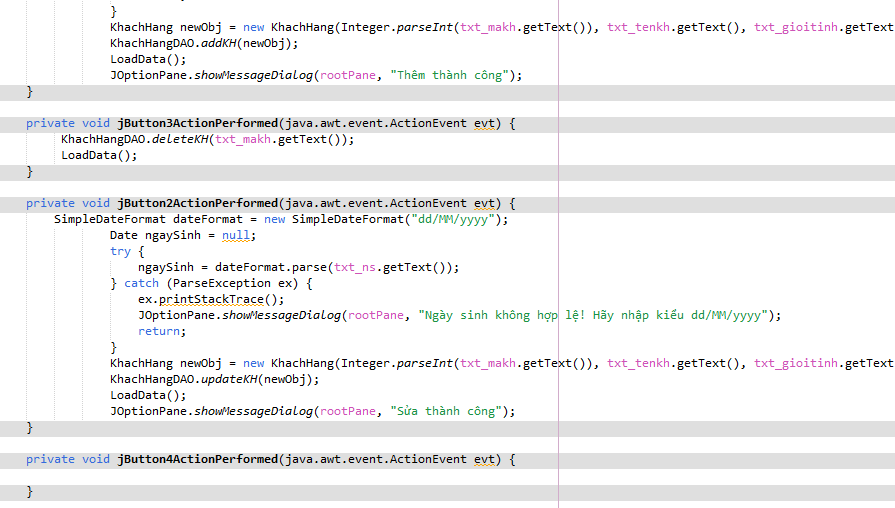 }
KhachHang newObj = new KhachHang(Integer.parseInt(txt_makh.getText()), txt_tenkh.getText(), txt_gioitinh.getText
KhachHangDAO.addKH(newObj);
LoadData();
JOptionPane.showMessageDialog(rootPane, "Thêm thành công");
}
private void jButton3ActionPerformed(java.awt.event.ActionEvent evt) {
KhachHangDAO.deleteKH(txt_makh.getText());
LoadData();
}
private void jButton2ActionPerformed(java.awt.event.ActionEvent evt) {
SimpleDateFormat dateFormat = new SimpleDateFormat("dd/MM/yyyy");
Date ngaySinh = null;
try {
ngaySinh = dateFormat.parse(txt_ns.getText());
} catch (ParseException ex) {
ex.printStackTrace();
JOptionPane.showMessageDialog(rootPane, "Ngày sinh không hợp lệ! Hãy nhập kiểu dd/MM/yyyy");
return;
}
KhachHang newObj = new KhachHang(Integer.parseInt(txt_makh.getText()), txt_tenkh.getText(), txt_gioitinh.getText
KhachHangDAO.updateKH(newObj);
LoadData();
JOptionPane.showMessageDialog(rootPane, "Sửa thành công");
}
private void jButton4ActionPerformed(java.awt.event.ActionEvent evt) {
}